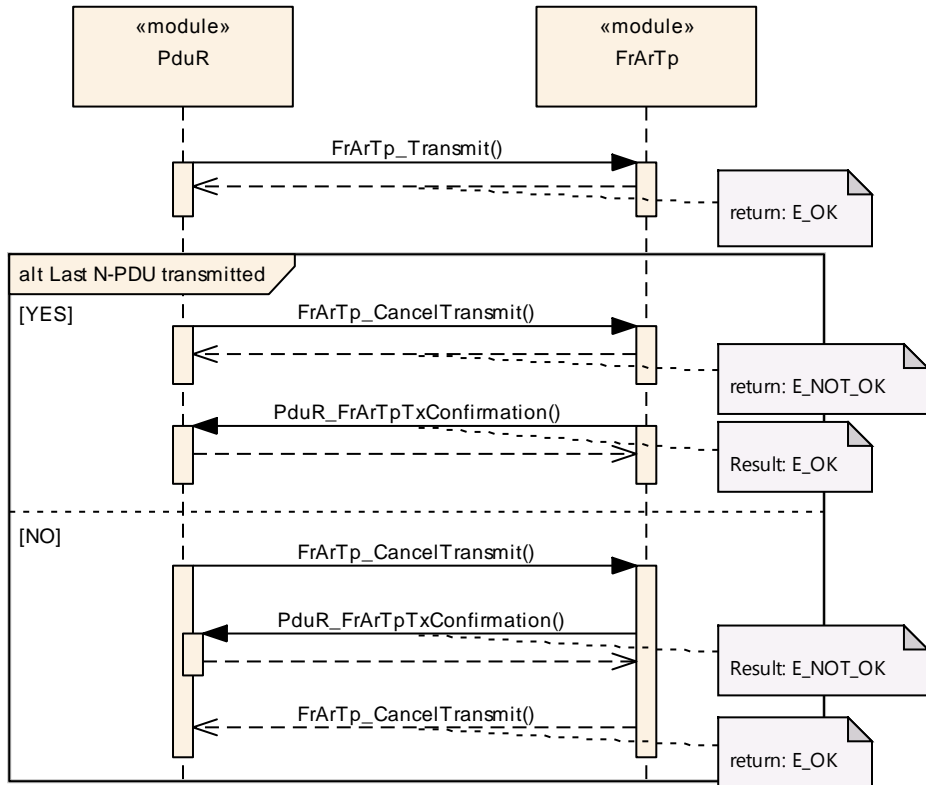 «module»
PduR
«module»
FrArTp
FrArTp_Transmit()
return: E_OK
alt Last N-PDU transmitted
[YES]
FrArTp_CancelTransmit()
return: E_NOT_OK
PduR_FrArTpTxConfirmation()
Result: E_OK
[NO]
FrArTp_CancelTransmit()
PduR_FrArTpTxConfirmation()
Result: E_NOT_OK
FrArTp_CancelTransmit()
return: E_OK